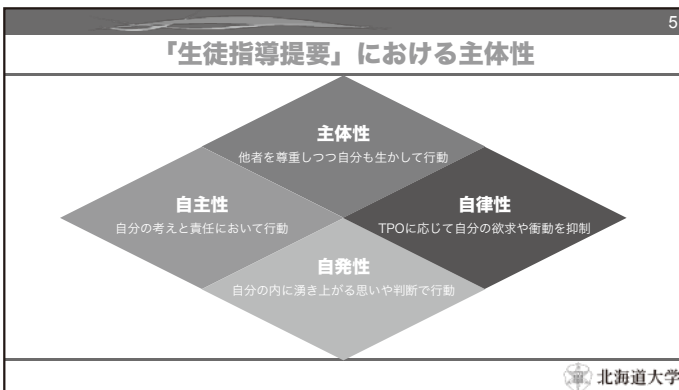 5
「生徒指導提要」における主体性
主体性
他者を尊重しつつ自分も生かして行動
自主性
自分の考えと責任において行動
自律性
TPOに応じて自分の欲求や衝動を抑制
自発性
自分の内に湧き上がる思いや判断で行動
北海道大学